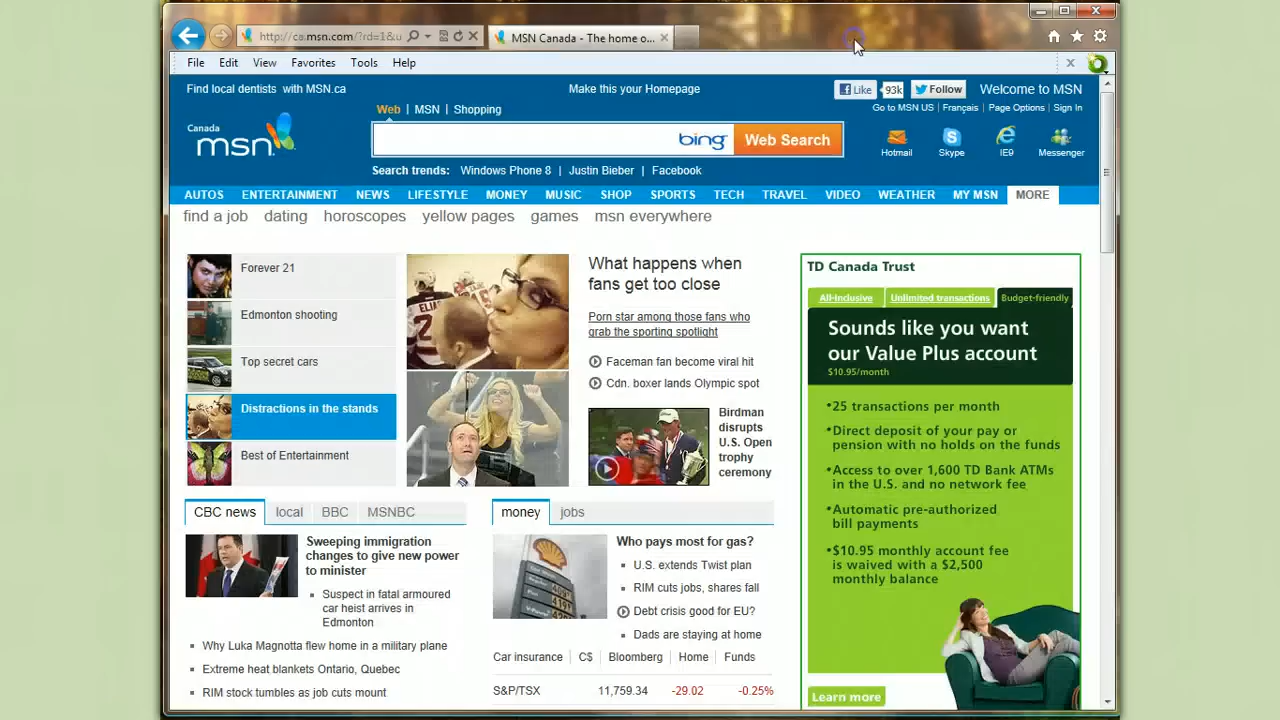 http://ca.msn.com/?rd=1&u
MSN Canada - The home o...
File Edit View Favorites Tools Help
Find local dentists with MSN.ca
Make this your Homepage
Like 93k Follow Welcome to MSN
Go to MSN US Français Page Options Sign In
Canada
msn
Web MSN Shopping
bing Web Search
Search trends: Windows Phone 8 Justin Bieber Facebook
Hotmail Skype IE9 Messenger
AUTOS ENTERTAINMENT NEWS LIFESTYLE MONEY MUSIC SHOP SPORTS TECH TRAVEL VIDEO WEATHER MY MSN MORE
find a job dating horoscopes yellow pages games msn everywhere
Forever 21
Edmonton shooting
Top secret cars
Distractions in the stands
Best of Entertainment
ELIA
2
What happens when
fans get too close
Porn star among those fans who
grab the sporting spotlight
Faceman fan become viral hit
Cdn. boxer lands Olympic spot
Birdman
disrupts
U.S. Open
trophy
ceremony
TD Canada Trust
All-Inclusive Unlimited transactions Budget-friendly
Sounds like you want
our Value Plus account
$10.95/month
•25 transactions per month
•Direct deposit of your pay or
pension with no holds on the funds
•Access to over 1,600 TD Bank ATMs
in the U.S. and no network fee
•Automatic pre-authorized
bill payments
•$10.95 monthly account fee
is waived with a $2,500
monthly balance
Learn more
CBC news local BBC MSNBC
Sweeping immigration
changes to give new power
to minister
Suspect in fatal armoured
car heist arrives in
Edmonton
Why Luka Magnotta flew home in a military plane
Extreme heat blankets Ontario, Quebec
RIM stock tumbles as job cuts mount
money jobs
Who pays most for gas?
U.S. extends Twist plan
RIM cuts jobs, shares fall
Debt crisis good for EU?
Dads are staying at home
Car insurance C$ Bloomberg Home Funds
S&P/TSX 11,759.34 -29.02 -0.25%